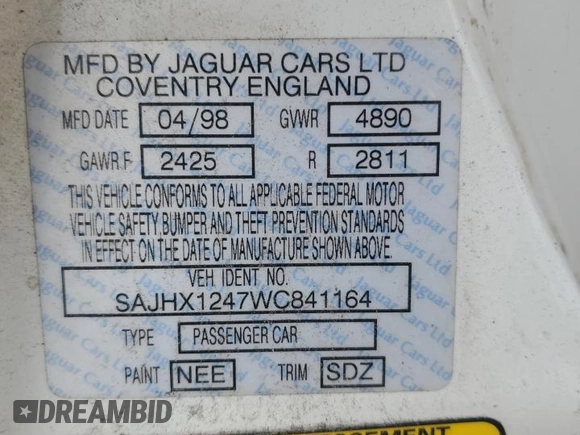 MFD BY JAGUAR CARS LTD
COVENTRY ENGLAND
MFD DATE 04/98 GVWR 4890
GAWR.F 2425 R 2811
THIS VEHICLE CONFORMS TO ALL APPLICABLE FEDERAL MOTOR
VEHICLE SAFETY BUMPER AND THEFT PREVENTION STANDARDS
IN EFFECT ON THE DATE OF MANUFACTURE SHOWN ABOVE.
VEH. IDENT NO.
SAJHX1247WC841164
TYPE PASSENGER CAR
PAINT NEE TRIM SDZ
DREAMBID